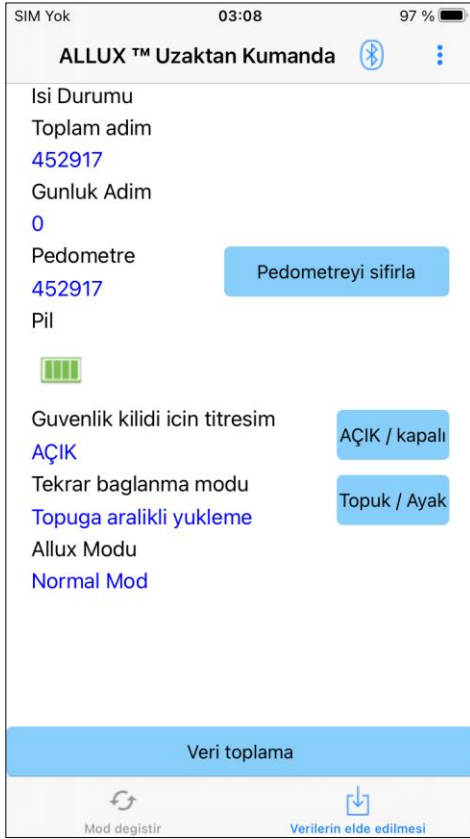 SIM Yok 03:08 97 %
ALLUX ™ Uzaktan Kumanda
Isi Durumu
Toplam adim
452917
Gunluk Adim
0
Pedometre
Pedometreyi sifirla
452917
Pil
Guvenlik kilidi icin titresim
AÇIK / kapalı
AÇIK
Tekrar baglanma modu
Topuk / Ayak
Topuga aralikli yukleme
Allux Modu
Normal Mod
Veri toplama
Mod degistir Verilerin elde edilmesi